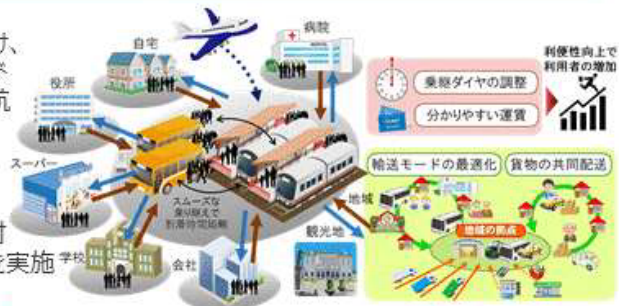 け、
自宅
病院
役所
スーパー
学校
会社
観光地
地域
スムーズな
乗り継ぎで
を実施
乗継ダイヤの調整
分かりやすい運賃
利便性向上で
利用者の増加
輸送モードの最適化
貨物の共同配送
地域の拠点